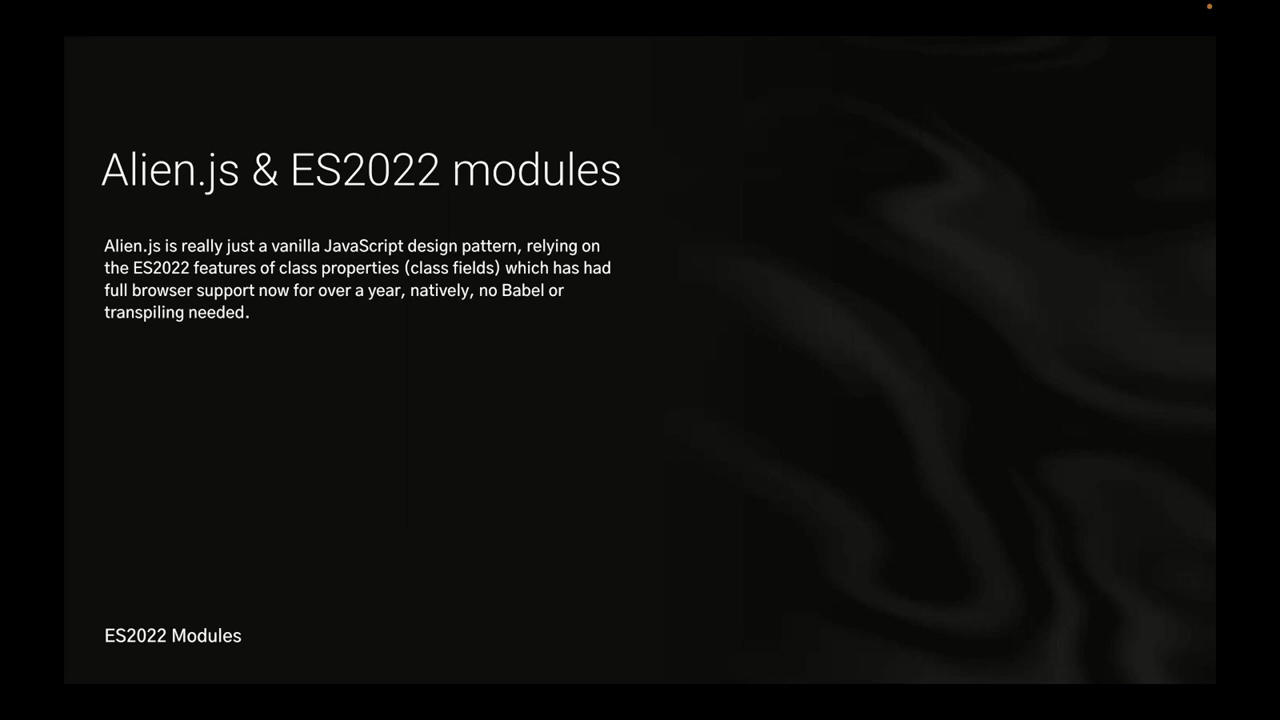 Alien.js & ES2022 modules
Alien.js is really just a vanilla JavaScript design pattern, relying on
the ES2022 features of class properties (class fields) which has had
full browser support now for over a year, natively, no Babel or
transpiling needed.
ES2022 Modules